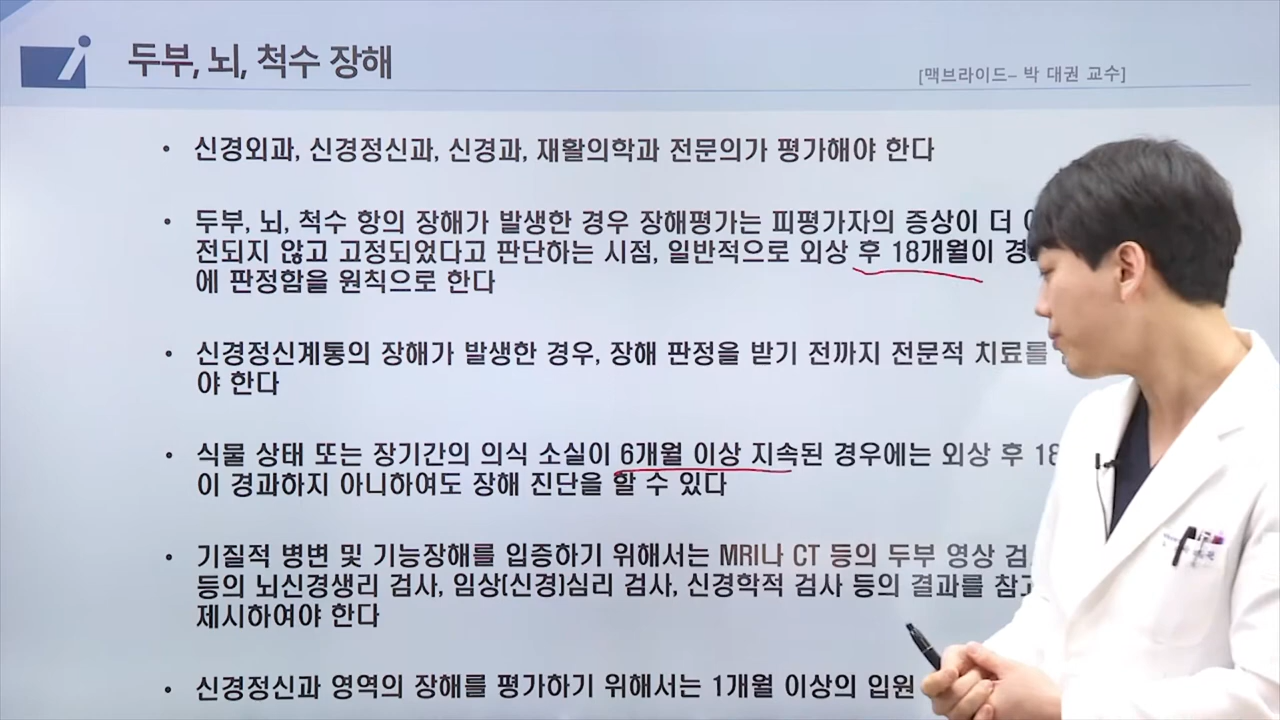 두부, 뇌, 척수 장해
[맥브라이드– 박 대권 교수]
• 신경외과, 신경정신과, 신경과, 재활의학과 전문의가 평가해야 한다
• 두부, 뇌, 척수 항의 장해가 발생한 경우 장해평가는 피평가자의 증상이 더
전되지 않고 고정되었다고 판단하는 시점, 일반적으로 외상 후 18개월이
에 판정함을 원칙으로 한다
• 신경정신계통의 장해가 발생한 경우, 장해 판정을 받기 전까지 전문적 치료를
야 한다
• 식물 상태 또는 장기간의 의식 소실이 6개월 이상 지속된 경우에는 외상 후 18
이 경과하지 아니하여도 장해 진단을 할 수 있다
• 기질적 병변 및 기능장해를 입증하기 위해서는 MRI나 CT 등의 두부 영상
등의 뇌신경생리 검사, 임상(신경)심리 검사, 신경학적 검사 등의 결과를
제시하여야 한다
• 신경정신과 영역의 장해를 평가하기 위해서는 1개월 이상의 입원